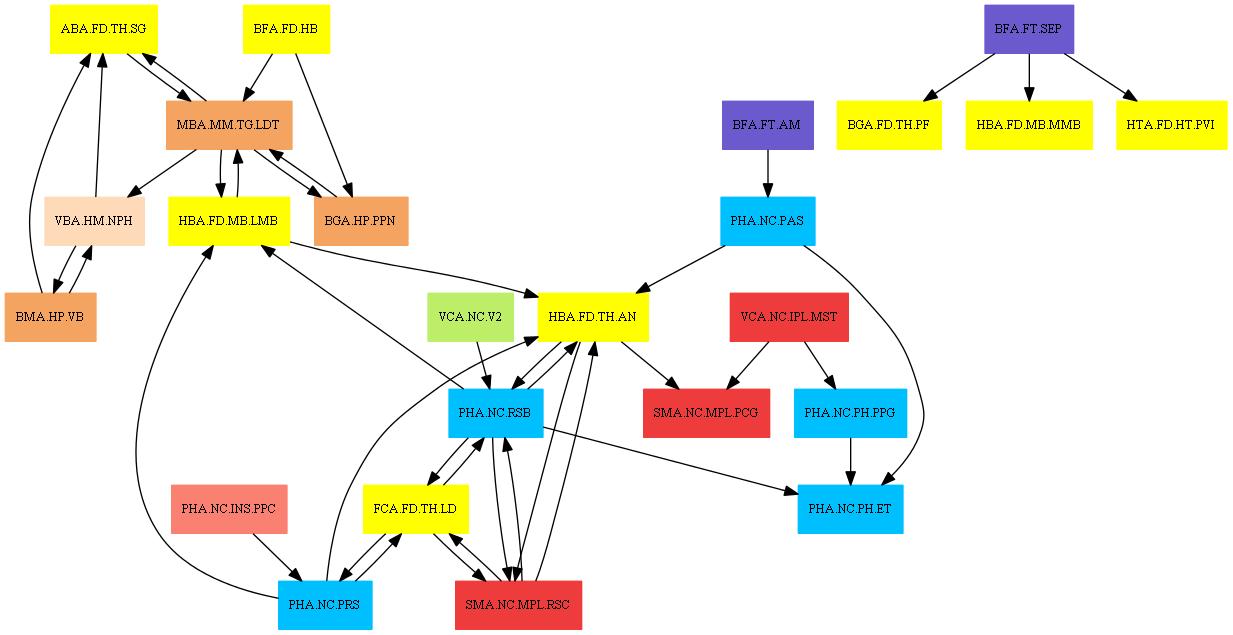 ABA.FD.TH.SG
BFA.FD.HB
BFA.FT.SEP
MBA.MM.TG.LDT
BFA.FT.AM
BGA.FD.TH.PF
HBA.FD.MB.MMB
HTA.FD.HT.PVI
VBA.HM.NPH
HBA.FD.MB.LMB
BGA.HP.PPN
PHA.NC.PAS
BMA.HP.VB
VCA.NC.V2
HBA.FD.TH.AN
VCA.NC.IPL.MST
PHA.NC.RSB
SMA.NC.MPL.PCG
PHA.NC.PH.PPG
PHA.NC.INS.PPC
FCA.FD.TH.LD
PHA.NC.PH.ET
PHA.NC.PRS
SMA.NC.MPL.RSC